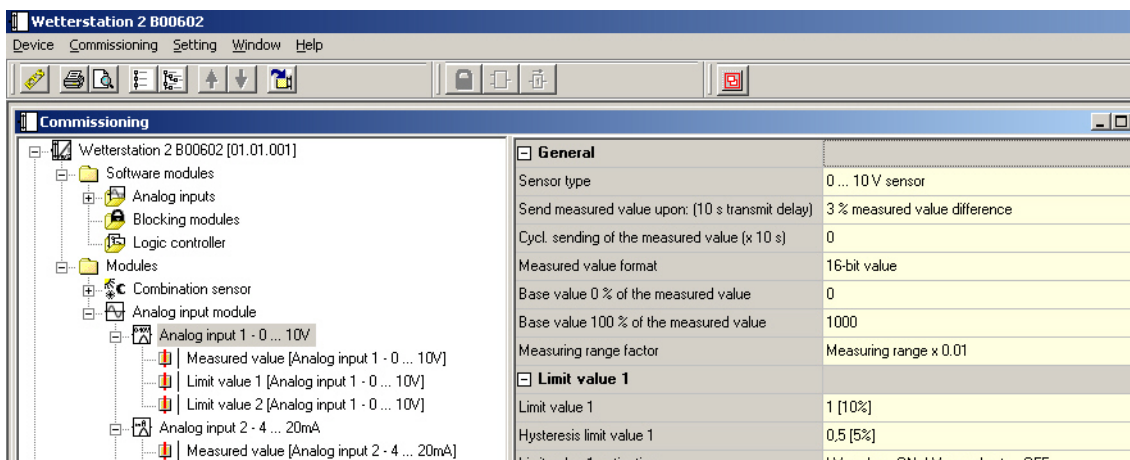 Wetterstation 2 B00602
Device Commissioning Setting Window Help
Commissioning
Wetterstation 2 B00602 [01.01.001]
Software modules
Analog inputs
Blocking modules
Logic controller
Modules
Combination sensor
Analog input module
Analog input 1 - 0 ... 10V
Measured value [Analog input 1 - 0 ... 10V]
Limit value 1 [Analog input 1 - 0 ... 10V]
Limit value 2 [Analog input 1 - 0 ... 10V]
Analog input 2 - 4 ... 20mA
Measured value [Analog input 2 - 4 ... 20mA]
General
Sensor type 0 ... 10 V sensor
Send measured value upon: (10 s transmit delay) 3 % measured value difference
Cycl. sending of the measured value (x 10 s) 0
Measured value format 16-bit value
Base value 0 % of the measured value 0
Base value 100 % of the measured value 1000
Measuring range factor Measuring range x 0.01
Limit value 1
Limit value 1 1 [10%]
Hysteresis limit value 1 0,5 [5%]